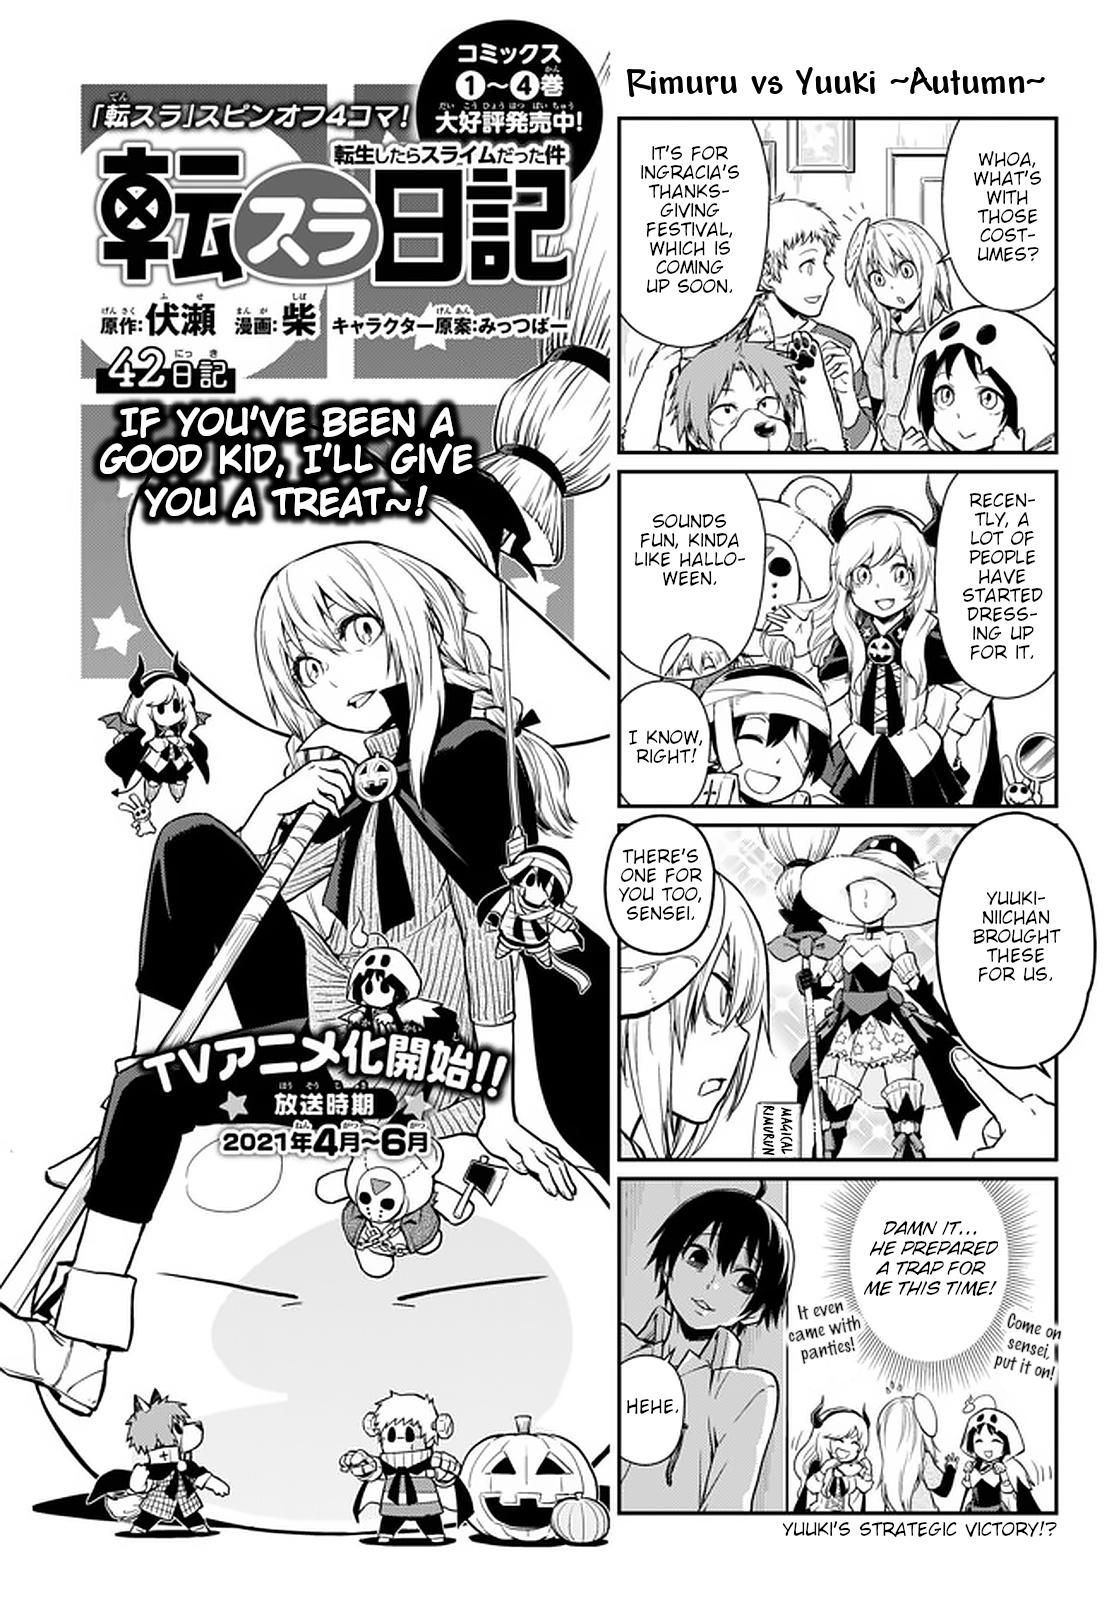 コミックス
1～4巻
大好評発売中!
「転スラ」スピンオフ4コマ!
転生したらスライムだった件
転スラ日記
原作:伏瀬 漫画:柴 キャラクター原案:みっつばー
42日記
IF YOU'VE BEEN A
GOOD KID, I'LL GIVE
YOU A TREAT~!
TVアニメ化開始!!
放送時期
2021年4月～6月
Rimuru vs Yuuki ~Autumn~
WHOA,
WHAT'S
WITH
THOSE
COST-
UMES?
IT'S FOR
INGRACIA'S
THANKS-
GIVING
FESTIVAL,
WHICH IS
COMING
UP SOON.
RECEN-
TLY, A
LOT OF
PEOPLE
HAVE
STARTED
DRESS-
ING UP
FOR IT.
SOUNDS
FUN, KINDA
LIKE HALLO-
WEEN.
I KNOW,
RIGHT!
YUUKI-
NIICHAN
BROUGHT
THESE
FOR US.
THERE'S
ONE FOR
YOU TOO,
SENSEI.
MAGICAL
RIMURUN
DAMN IT...
HE PREPARED
A TRAP FOR
ME THIS TIME!
Come on
sensei,
put it on!
It even
came with
panties!
HEHE.
YUUKI'S STRATEGIC VICTORY!?